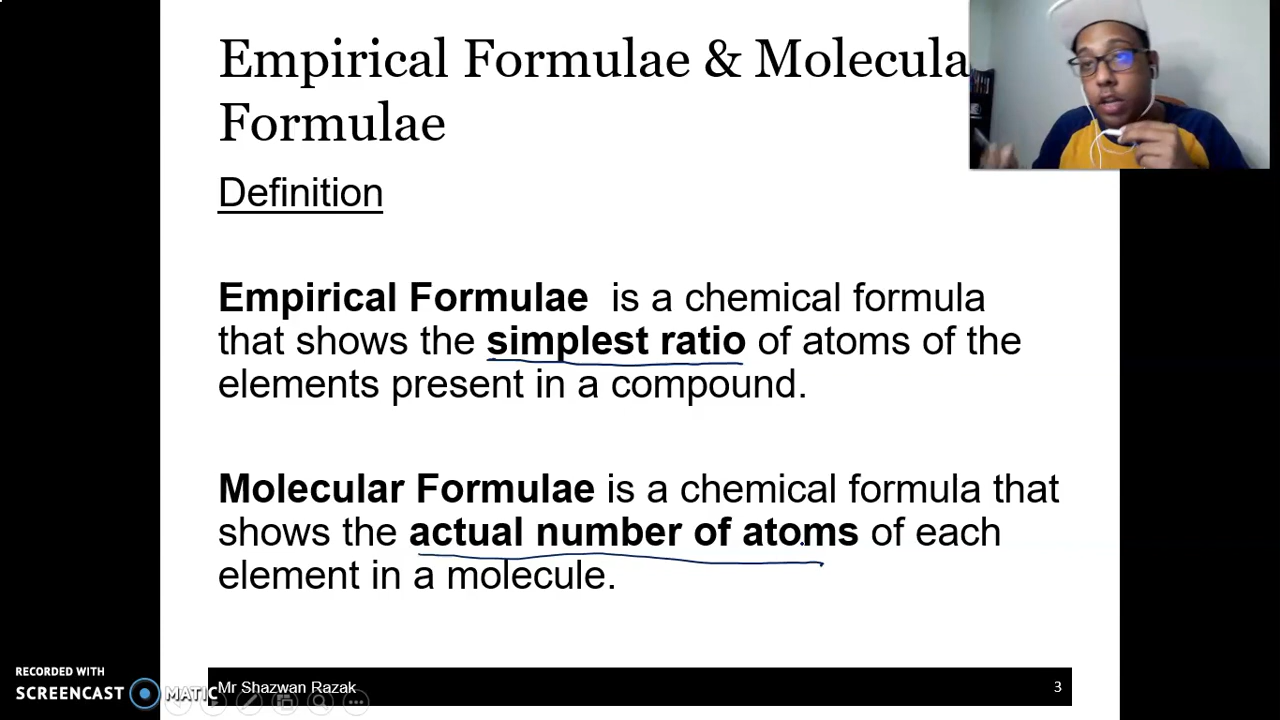 Empirical Formulae & Molecula
Formulae
Definition
Empirical Formulae is a chemical formula
that shows the simplest ratio of atoms of the
elements present in a compound.
Molecular Formulae is a chemical formula that
shows the actual number of atoms of each
element in a molecule.
RECORDED WITH
SCREENCAST MATIC
Mr Shazwan Razak
3